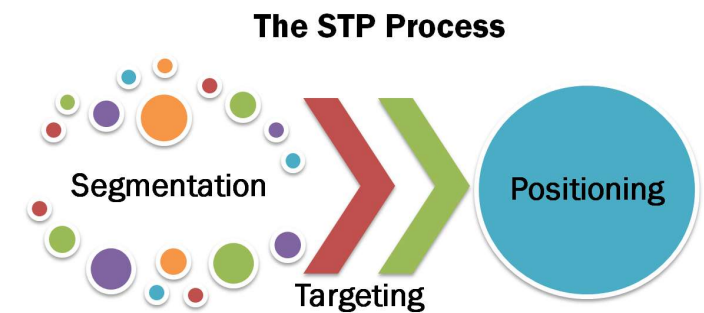 The STP Process
Segmentation
Targeting
Positioning